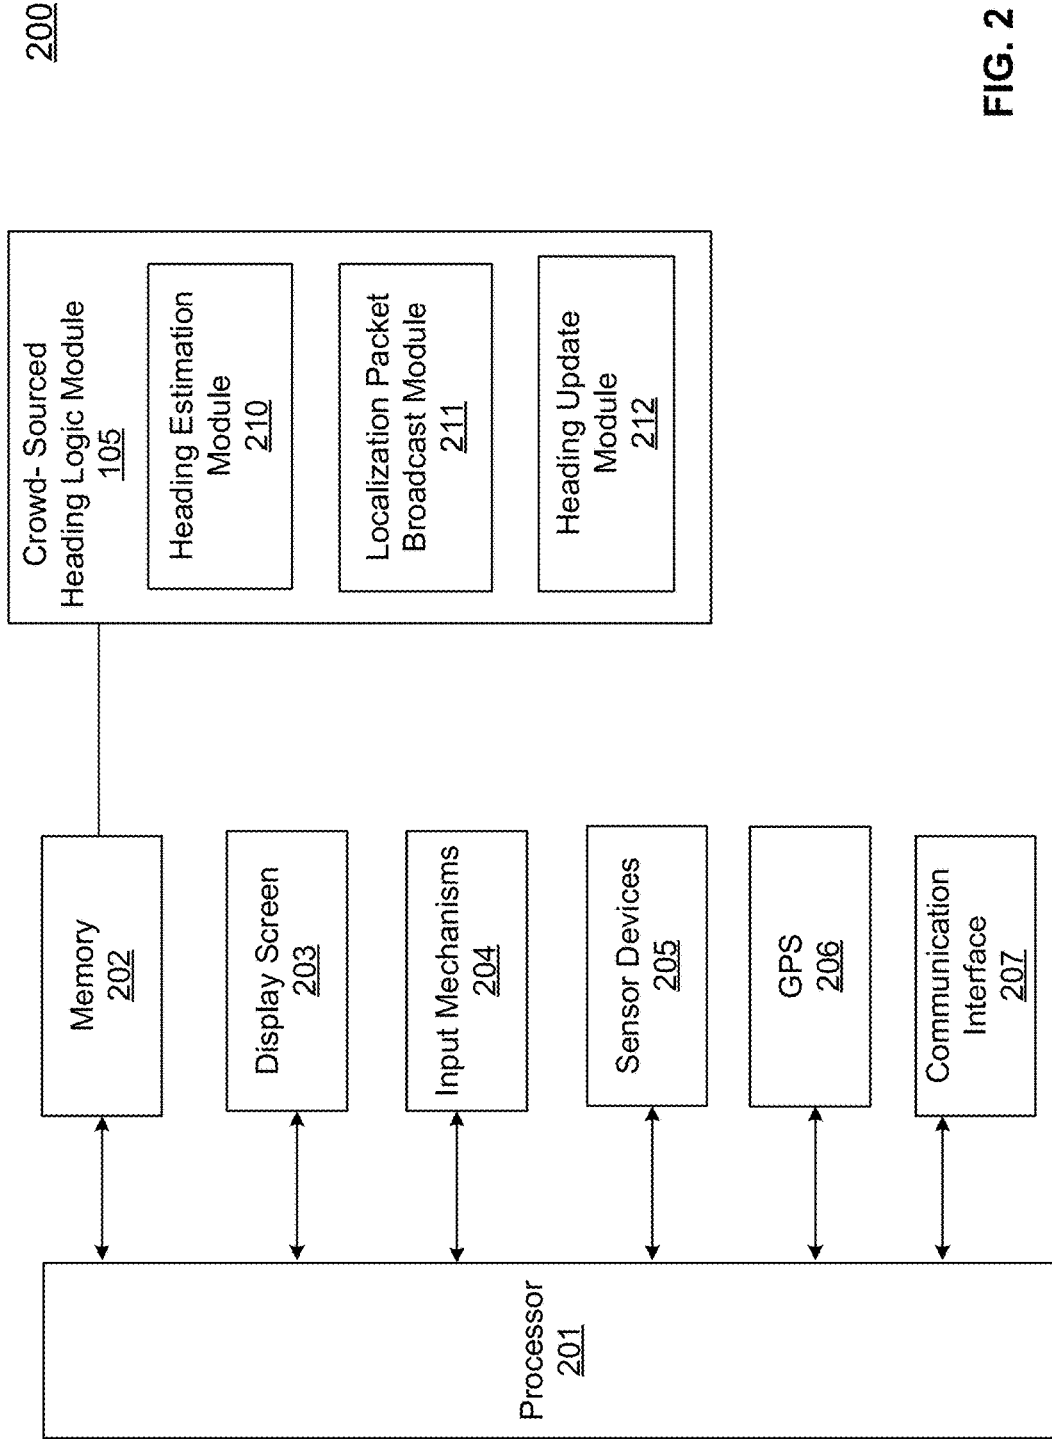 200
Crowd- Sourced
Heading Logic Module
105
Heading Estimation
Module
210
Localization Packet
Broadcast Module
211
Heading Update
Module
212
Memory
202
Display Screen
203
Input Mechanisms
204
Sensor Devices
205
GPS
206
Communication
Interface
207
Processor
201
FIG. 2